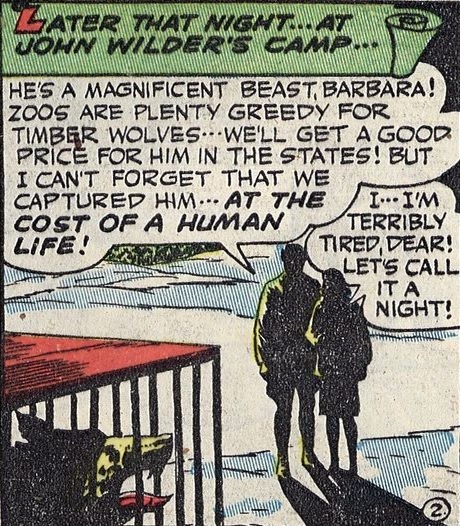 LATER THAT NIGHT...AT
JOHN WILDER'S CAMP...
HE'S A MAGNIFICENT BEAST, BARBARA!
ZOOS ARE PLENTY GREEDY FOR
TIMBER WOLVES...WE'LL GET A GOOD
PRICE FOR HIM IN THE STATES! BUT
I CAN'T FORGET THAT WE
CAPTURED HIM... AT THE
COST OF A HUMAN
LIFE!
I...I'M
TERRIBLY
TIRED, DEAR!
LET'S CALL
IT A
NIGHT!
2